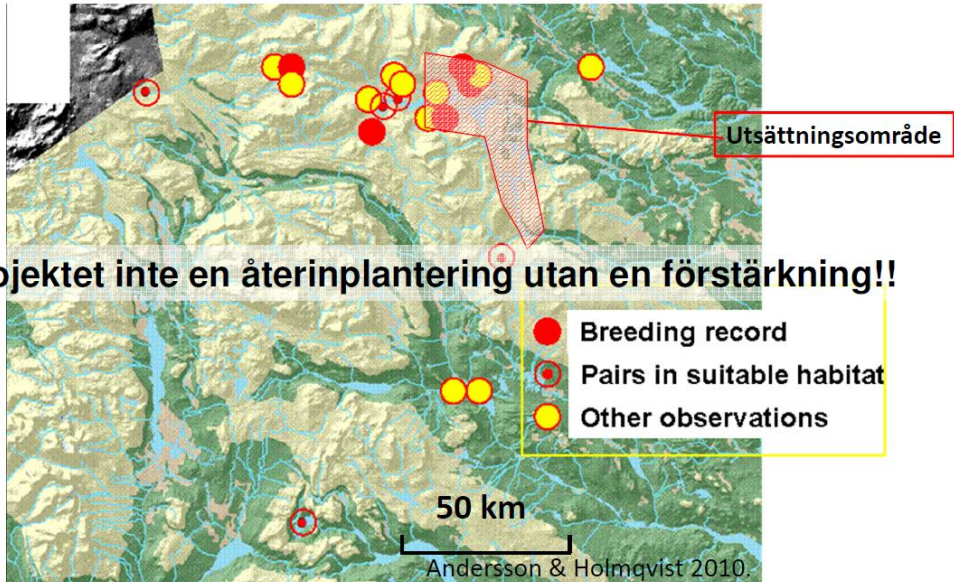 Utsättningsområde
ojektet inte en återinplantering utan en förstärkning!!
Breeding record
Pairs in suitable habitat
Other observations
50 km
Andersson & Holmqvist 2010.